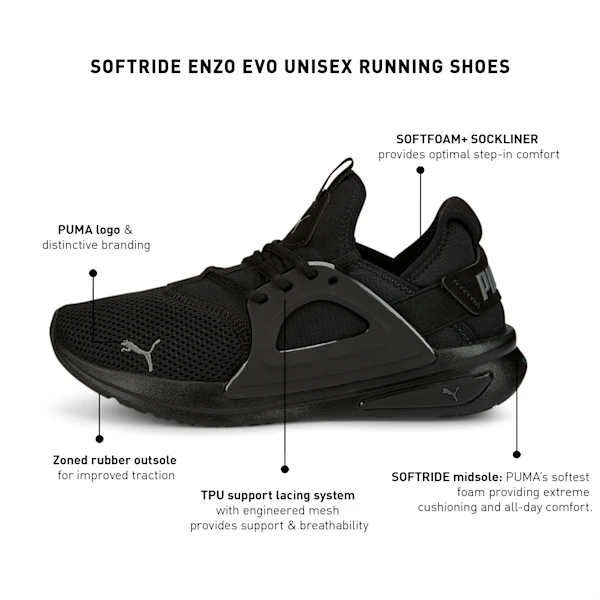 SOFTRIDE ENZO EVO UNISEX RUNNING SHOES
SOFTFOAM+ SOCKLINER
provides optimal step-in comfort
PUMA logo &
distinctive branding
Zoned rubber outsole
for improved traction
TPU support lacing system
with engineered mesh
provides support & breathability
SOFTRIDE midsole: PUMA's softest
foam providing extreme
cushioning and all-day comfort.